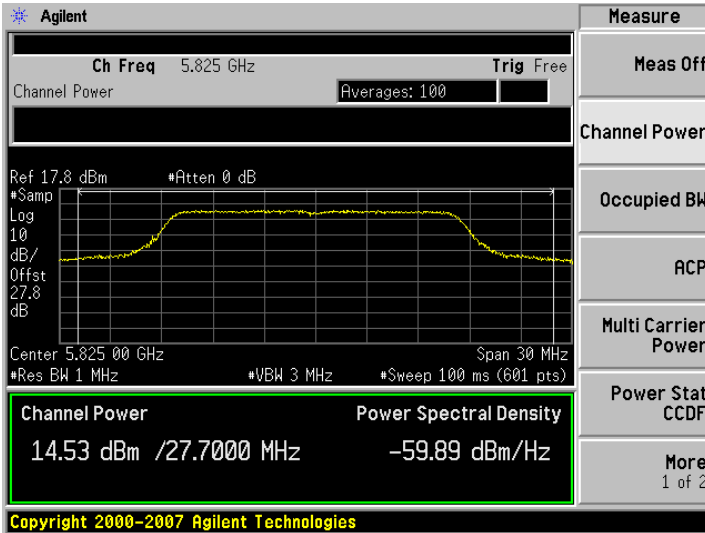 Agilent
Measure
Ch Freq 5.825 GHz Trig Free
Channel Power Averages: 100
Ref 17.8 dBm #Atten 0 dB
#Samp
Log
10
dB/
Offst
27.8
dB
Center 5.825 00 GHz Span 30 MHz
#Res BW 1 MHz #VBW 3 MHz #Sweep 100 ms (601 pts)
Channel Power Power Spectral Density
14.53 dBm /27.7000 MHz -59.89 dBm/Hz
Copyright 2000-2007 Agilent Technologies
Meas Off
Channel Power
Occupied BW
ACP
Multi Carrier
Power
Power Stat
CCDF
More
1 of 2